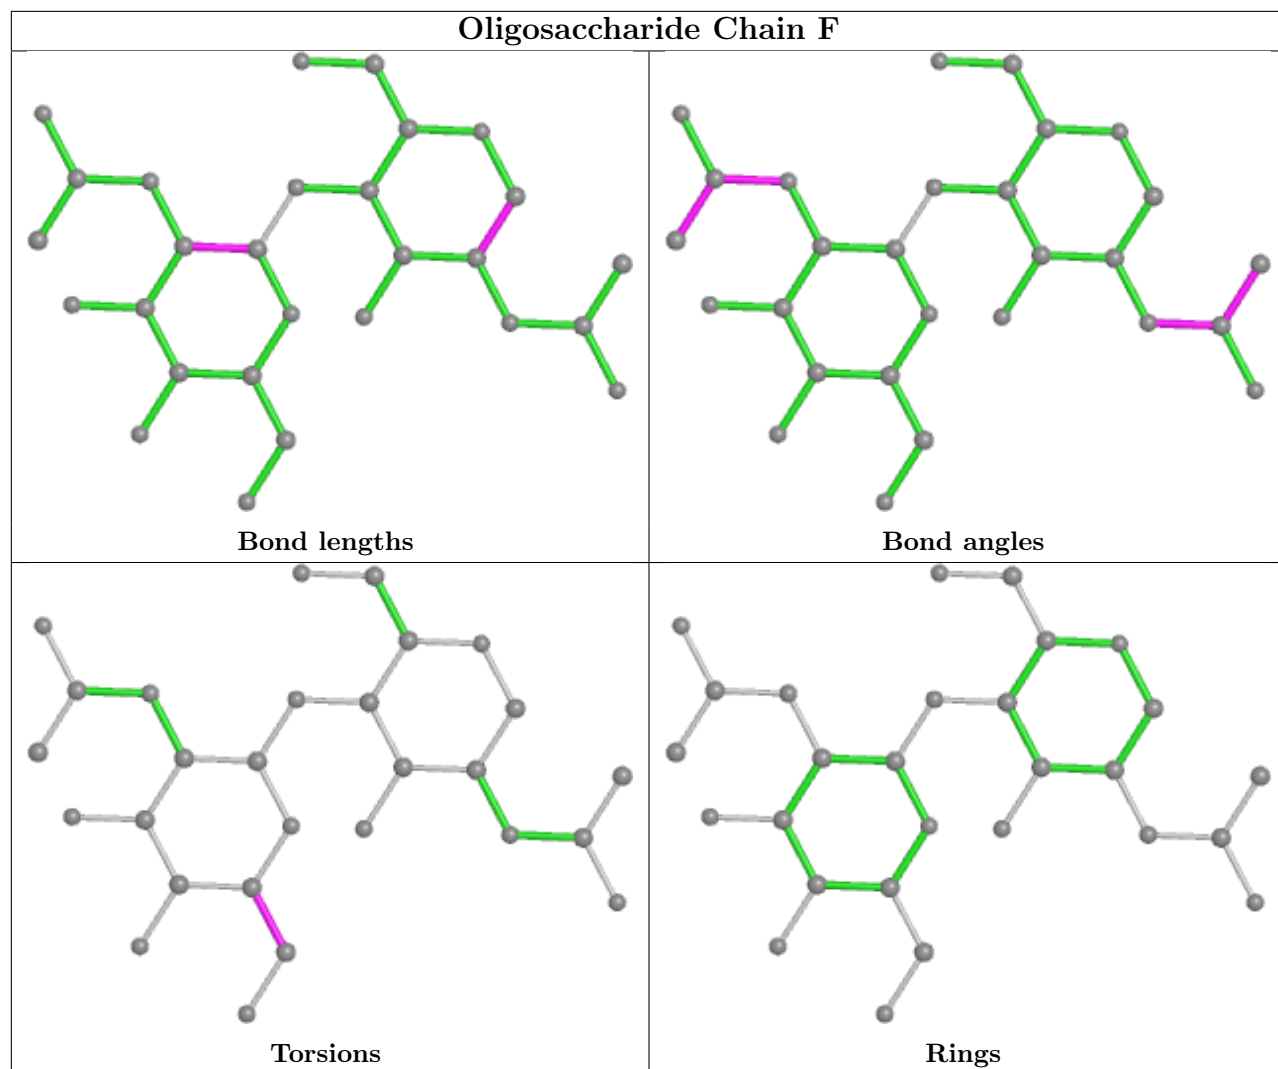 Oligosaccharide Chain F
Bond lengths
Bond angles
Torsions
Rings